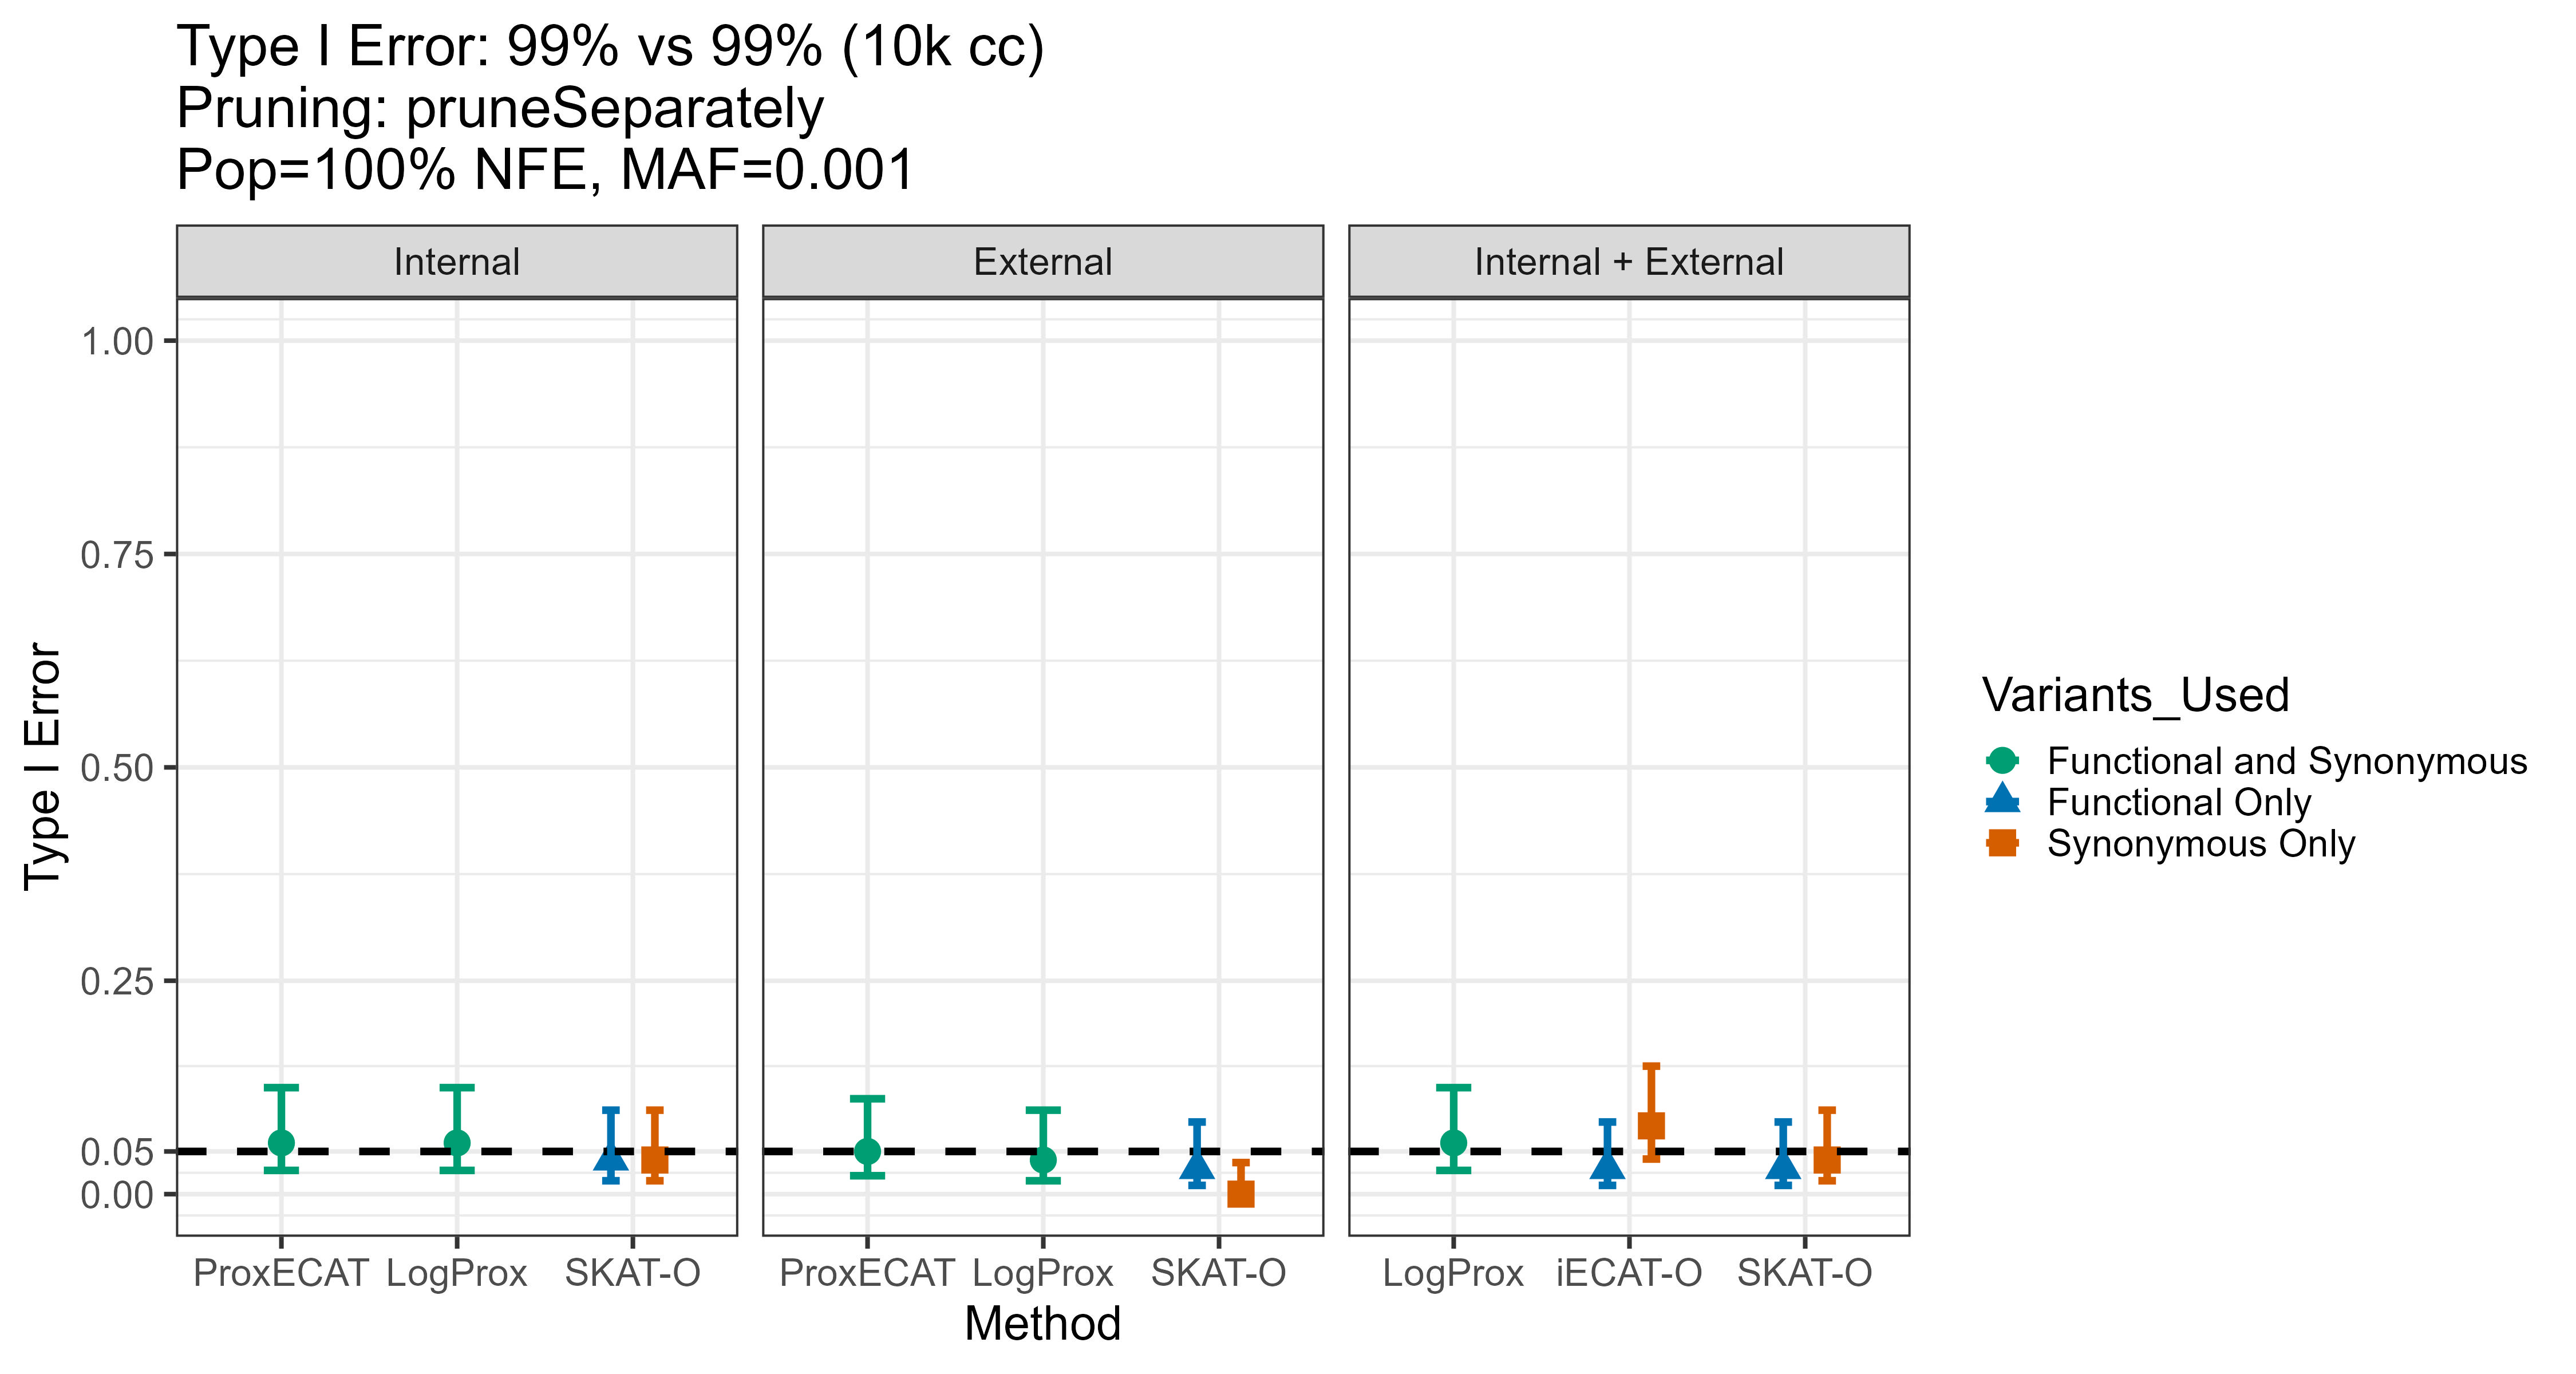 Type I Error: 99% vs 99% (10k cc)
Pruning: pruneSeparately
Pop=100% NFE, MAF=0.001
Internal
External
Internal + External
1.00
0.75
0.50
0.25
0.05
0.00
Type I Error
ProxECAT LogProx SKAT-O
ProxECAT LogProx SKAT-O
LogProx iECAT-O SKAT-O
Method
Variants_Used
Functional and Synonymous
Functional Only
Synonymous Only